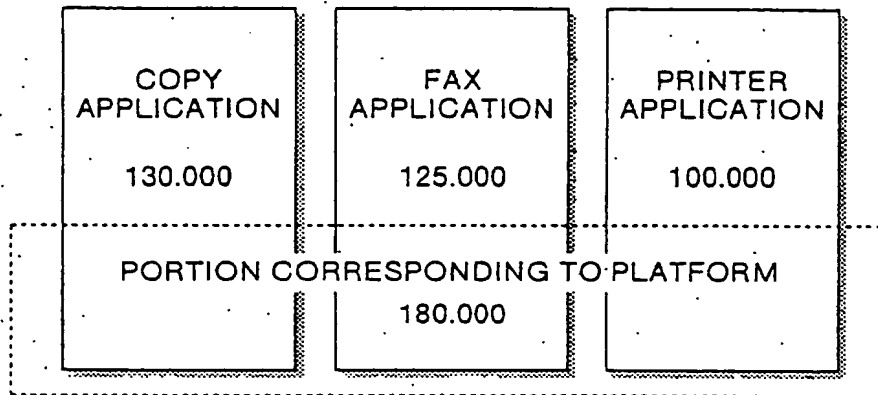 COPY
APPLICATION
130.000
FAX
APPLICATION
125.000
PRINTER
APPLICATION
100.000
PORTION CORRESPONDING TO PLATFORM
180.000